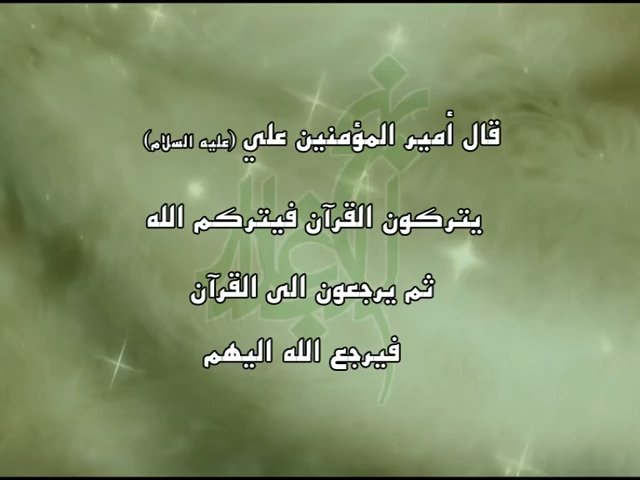 قال أمير المؤمنين علي (عليه السلام)
يتركون القرآن فيتركم الله
ثم يرجعون الى القرآن
فيرجع الله اليهم